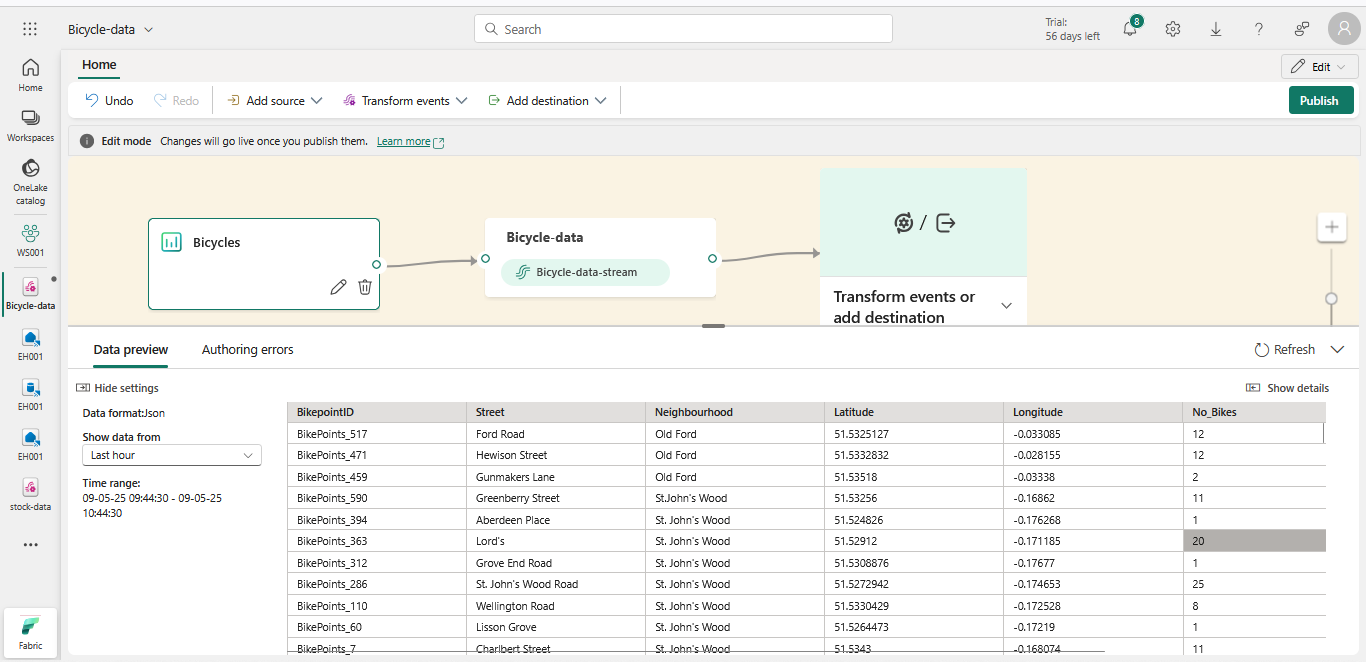 Bicycle-data
Search
Trial:
56 days left
8
Home
Edit
Undo
Redo
Add source
Transform events
Add destination
Publish
Edit mode Changes will go live once you publish them. Learn more
Home
Workspaces
OneLake
catalog
WS001
Bicycle-data
EH001
EH001
EH001
stock-data
Fabric
Bicycles
Bicycle-data
Bicycle-data-stream
/
Transform events or
add destination
Data preview
Authoring errors
Refresh
Hide settings
Show details
Data format:Json
Show data from
Last hour
Time range:
09-05-25 09:44:30 - 09-05-25
10:44:30
BikepointID Street Neighbourhood Latitude Longitude No_Bikes
BikePoints_517 Ford Road Old Ford 51.5325127 -0.033085 12
BikePoints_471 Hewison Street Old Ford 51.5332832 -0.028155 12
BikePoints_459 Gunmakers Lane Old Ford 51.53518 -0.03338 2
BikePoints_590 Greenberry Street St.John's Wood 51.53256 -0.16862 11
BikePoints_394 Aberdeen Place St. John's Wood 51.524826 -0.176268 1
BikePoints_363 Lord's St. John's Wood 51.52912 -0.171185 20
BikePoints_312 Grove End Road St. John's Wood 51.5308876 -0.17677 1
BikePoints_286 St. John's Wood Road St. John's Wood 51.5272942 -0.174653 25
BikePoints_110 Wellington Road St. John's Wood 51.5330429 -0.172528 8
BikePoints_60 Lisson Grove St. John's Wood 51.5264473 -0.17219 1
BikePoints_7 Charlbert Street St. John's Wood 51.5343 -0.168074 11